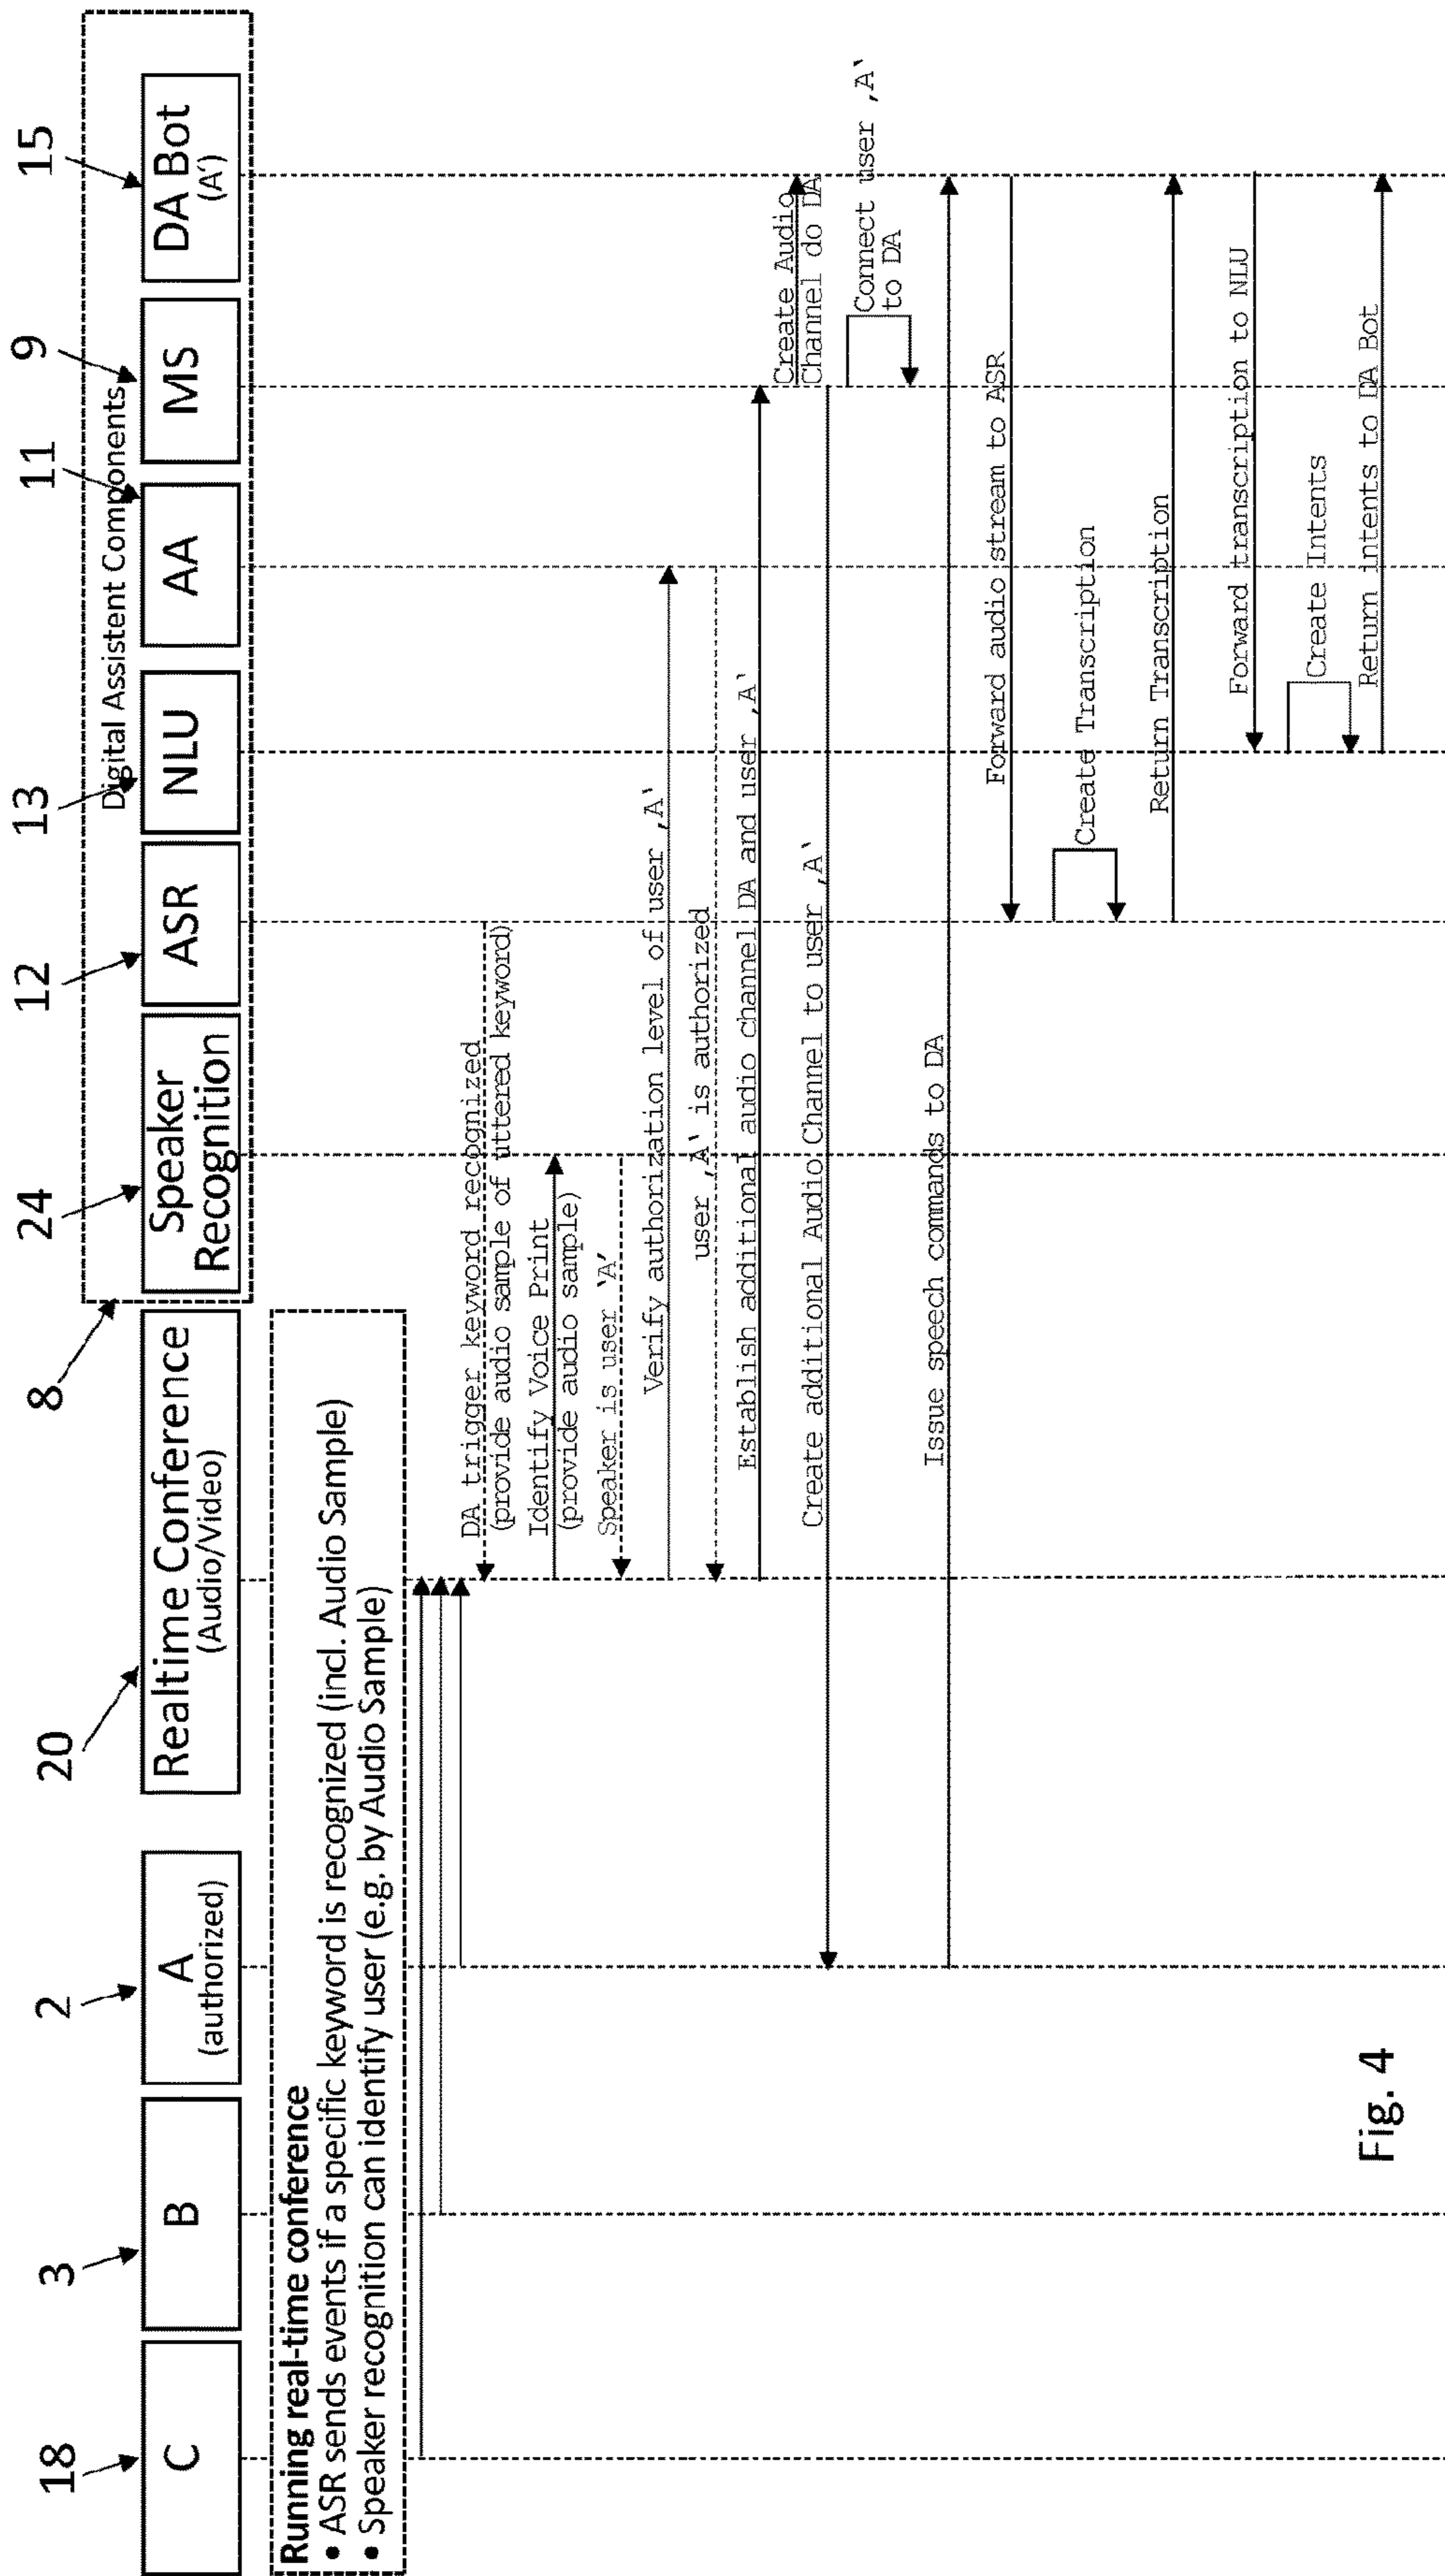 18
3
2
20
8
24
12
13
11
9
15
Digital Assistent Components
C
B
A
(authorized)
Realtime Conference
(Audio/Video)
Speaker
Recognition
ASR
NLU
AA
MS
DA Bot
(A‘)
Running real-time conference
• ASR sends events if a specific keyword is recognized (incl. Audio Sample)
• Speaker recognition can identify user (e.g. by Audio Sample)
DA trigger keyword recognized
(provide audio sample of uttered keyword)
Identify Voice Print
(provide audio sample)
Speaker is user ‘A’
Verify authorization level of user ‚A‘
user ‚A‘ is authorized
Establish additional audio channel DA and user ‚A‘
Create Audio
Channel do DA
Create additional Audio Channel to user ‚A‘
Connect user ‚A‘
to DA
Issue speech commands to DA
Forward audio stream to ASR
Create Transcription
Return Transcription
Forward transcription to NLU
Create Intents
Return intents to DA Bot
Fig. 4